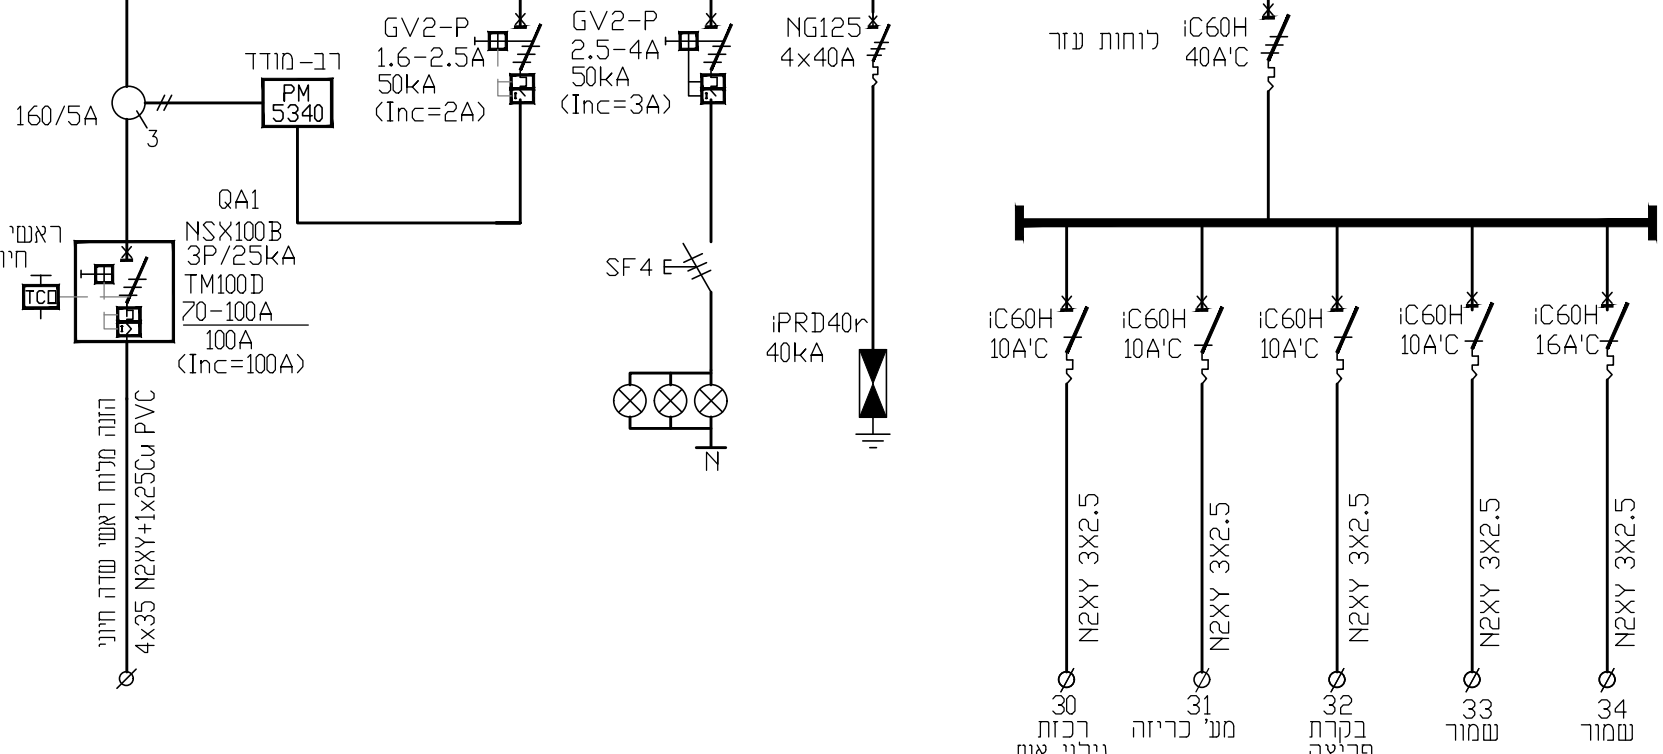 160/5A
3
רב-מודד
PM
5340
GV2-P
1.6-2.5A
50kA
(Inc=2A)
GV2-P
2.5-4A
50kA
(Inc=3A)
NG125
4x40A
לוחות עזר
iC60H
40A'C
ראשי
QA1
NSX100B
3P/25kA
TM100D
70-100A
100A
(Inc=100A)
TCD
הזנה מלוח ראשי שדה חיוני
4x35 N2XY+1x25Cu PVC
SF4
N
iPRD40r
40kA
iC60H
10A'C
N2XY 3X2.5
30
רכזת
גילוי אש
iC60H
10A'C
N2XY 3X2.5
31
מע' כריזה
iC60H
10A'C
N2XY 3X2.5
32
בקרת
פריצה
iC60H
10A'C
N2XY 3X2.5
33
שמור
iC60H
16A'C
N2XY 3X2.5
34
שמור